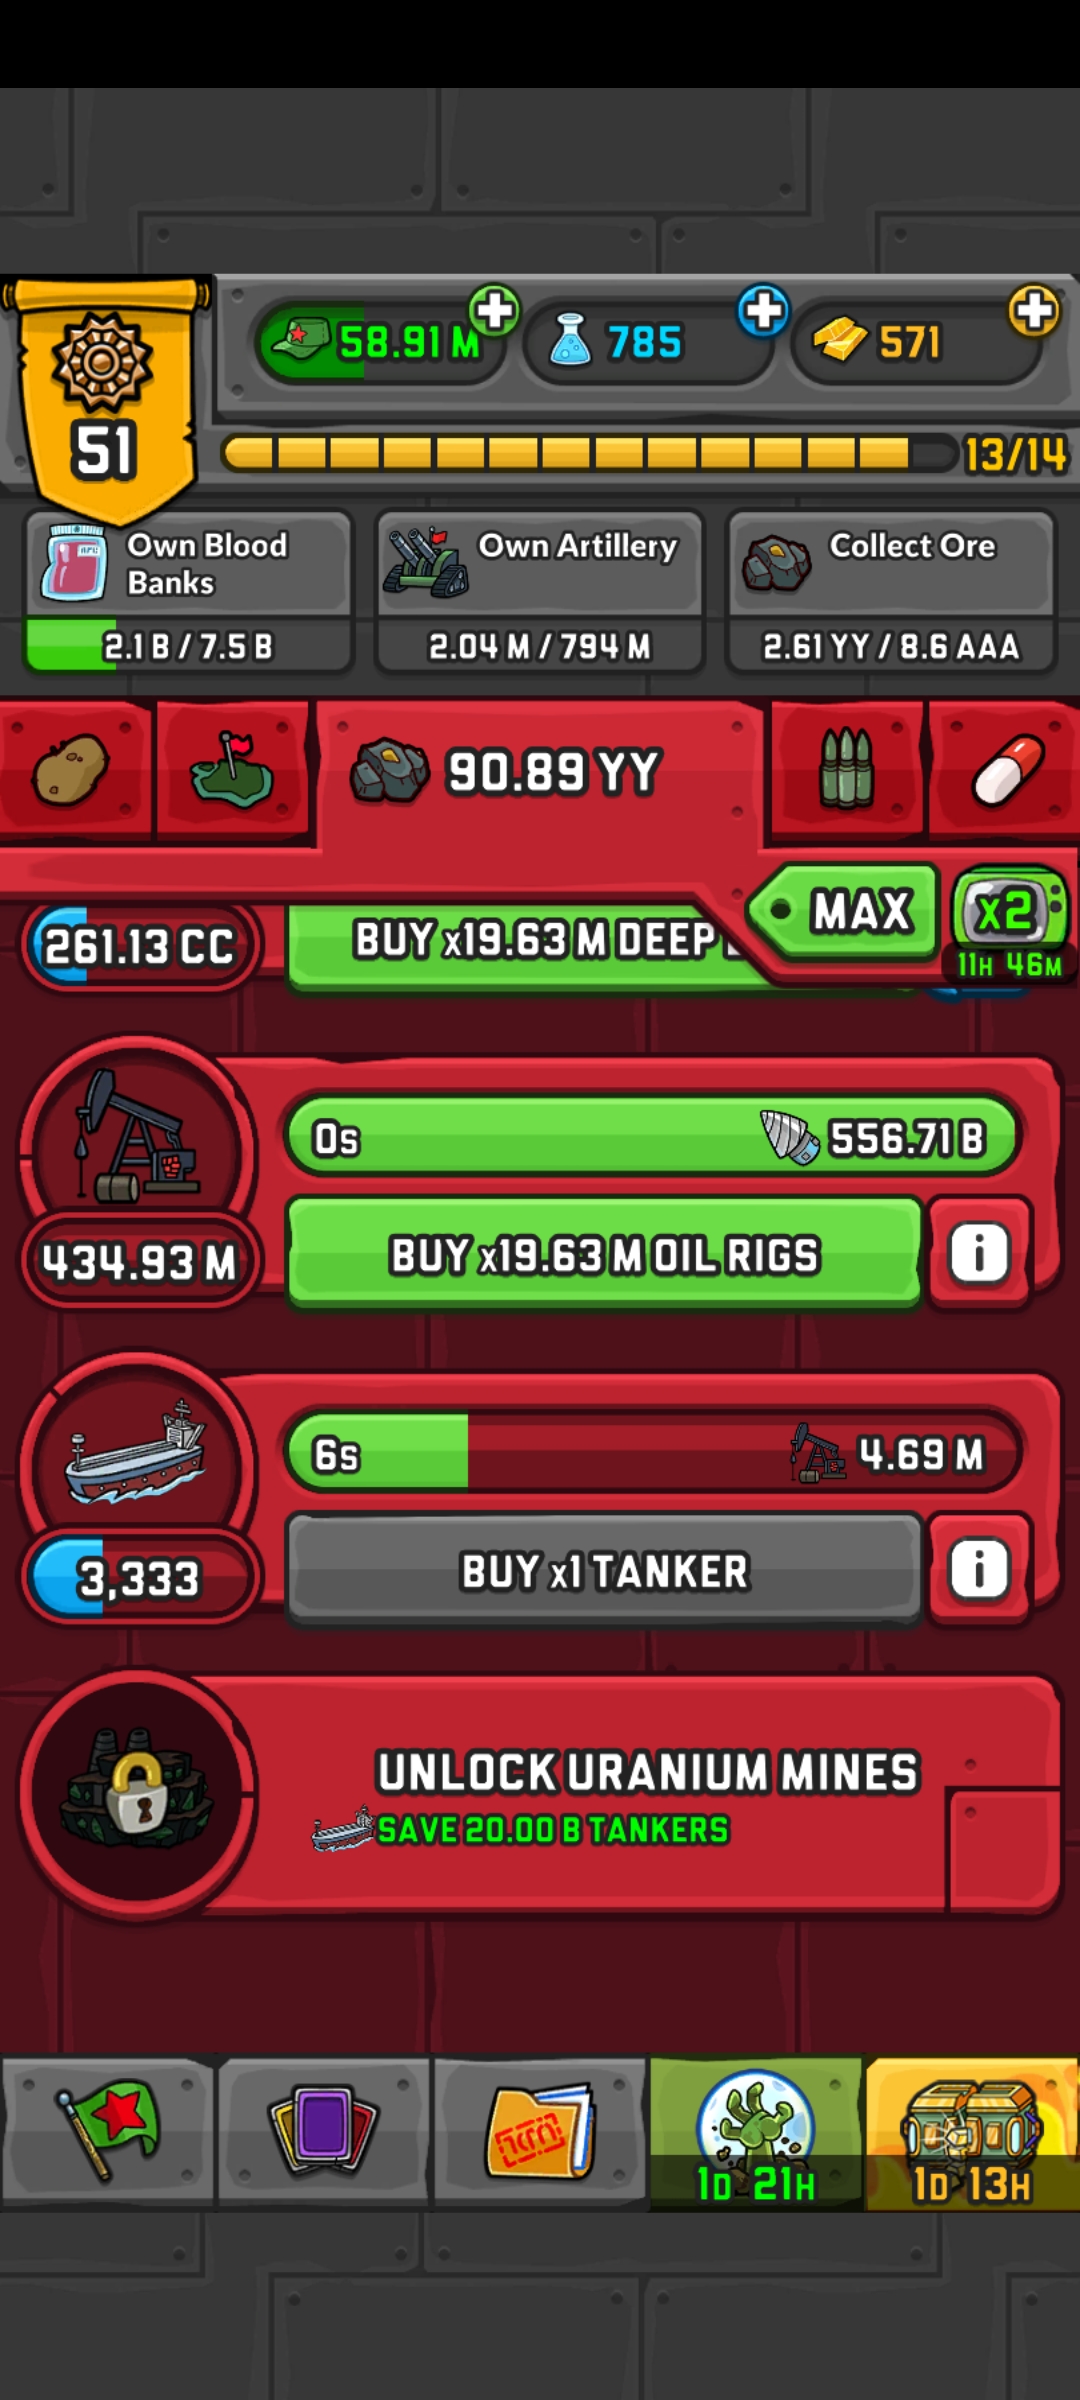 58.91 M
785
571
51
13/14
Own Blood
Banks
2.1 B / 7.5 B
Own Artillery
2.04 M / 794 M
Collect Ore
2.61 YY / 8.6 AAA
90.89 YY
MAX
x2
11H 46M
261.13 CC
BUY x19.63 M DEEP
0s
556.71 B
434.93 M
BUY x19.63 M OIL RIGS
i
6s
4.69 M
3,333
BUY x1 TANKER
i
UNLOCK URANIUM MINES
SAVE 20.00 B TANKERS
1D 21H
1D 13H